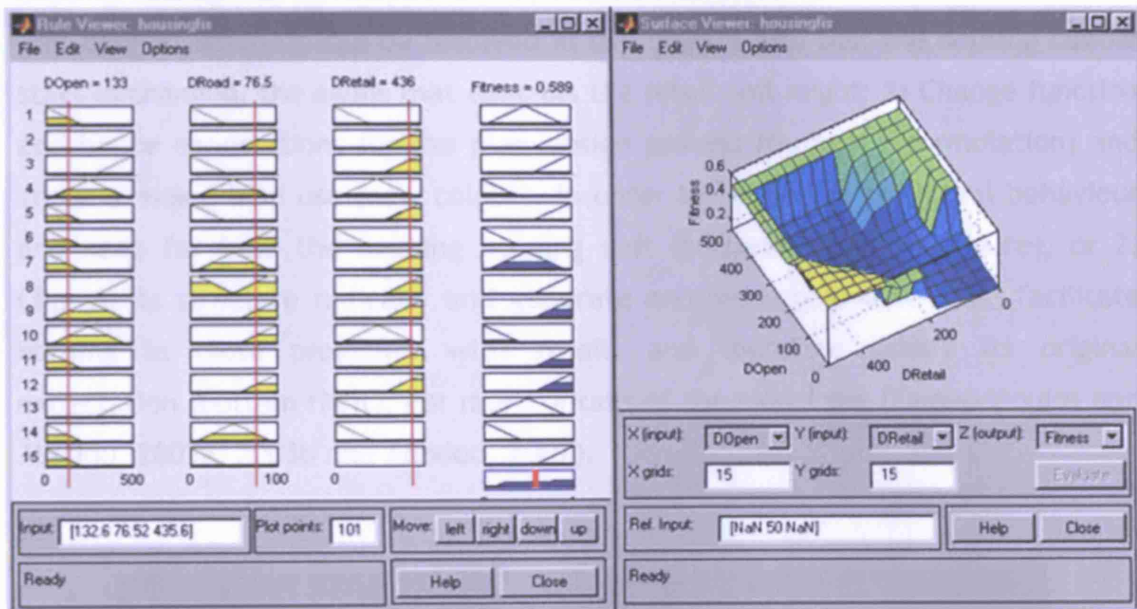 Rule Viewer: housingfis
File Edit View Options
DOpen = 133 DRoad = 76.5 DRetail = 436 Fitness = 0.589
1
2
3
4
5
6
7
8
9
10
11
12
13
14
15
0 500 0 100 0
Input: [132.6 76.52 435.6] Plot points: 101 Move: left right down up
Ready Help Close
Surface Viewer: housingfis
File Edit View Options
Fitness
0.6
0.4
0.2
500
400
300
200
100
0
DOpen
400
200
0
DRetail
X (input): DOpen Y (input): DRetail Z (output): Fitness
X grids: 15 Y grids: 15 Evaluate
Ref. Input: [NaN 50 NaN] Help Close
Ready